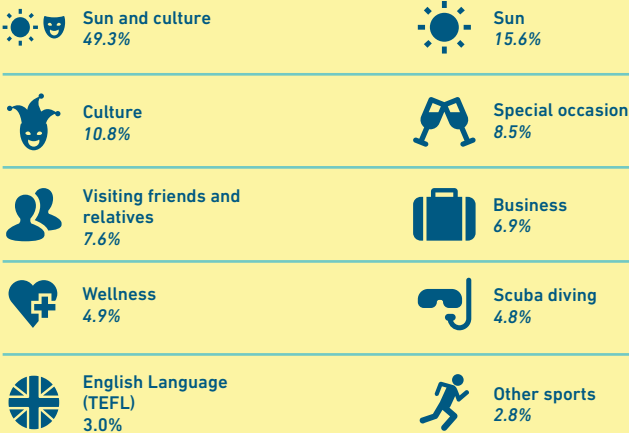 Sun and culture
49.3%
Sun
15.6%
Culture
10.8%
Special occasion
8.5%
Visiting friends and
relatives
7.6%
Business
6.9%
Wellness
4.9%
Scuba diving
4.8%
English Language
(TEFL)
3.0%
Other sports
2.8%